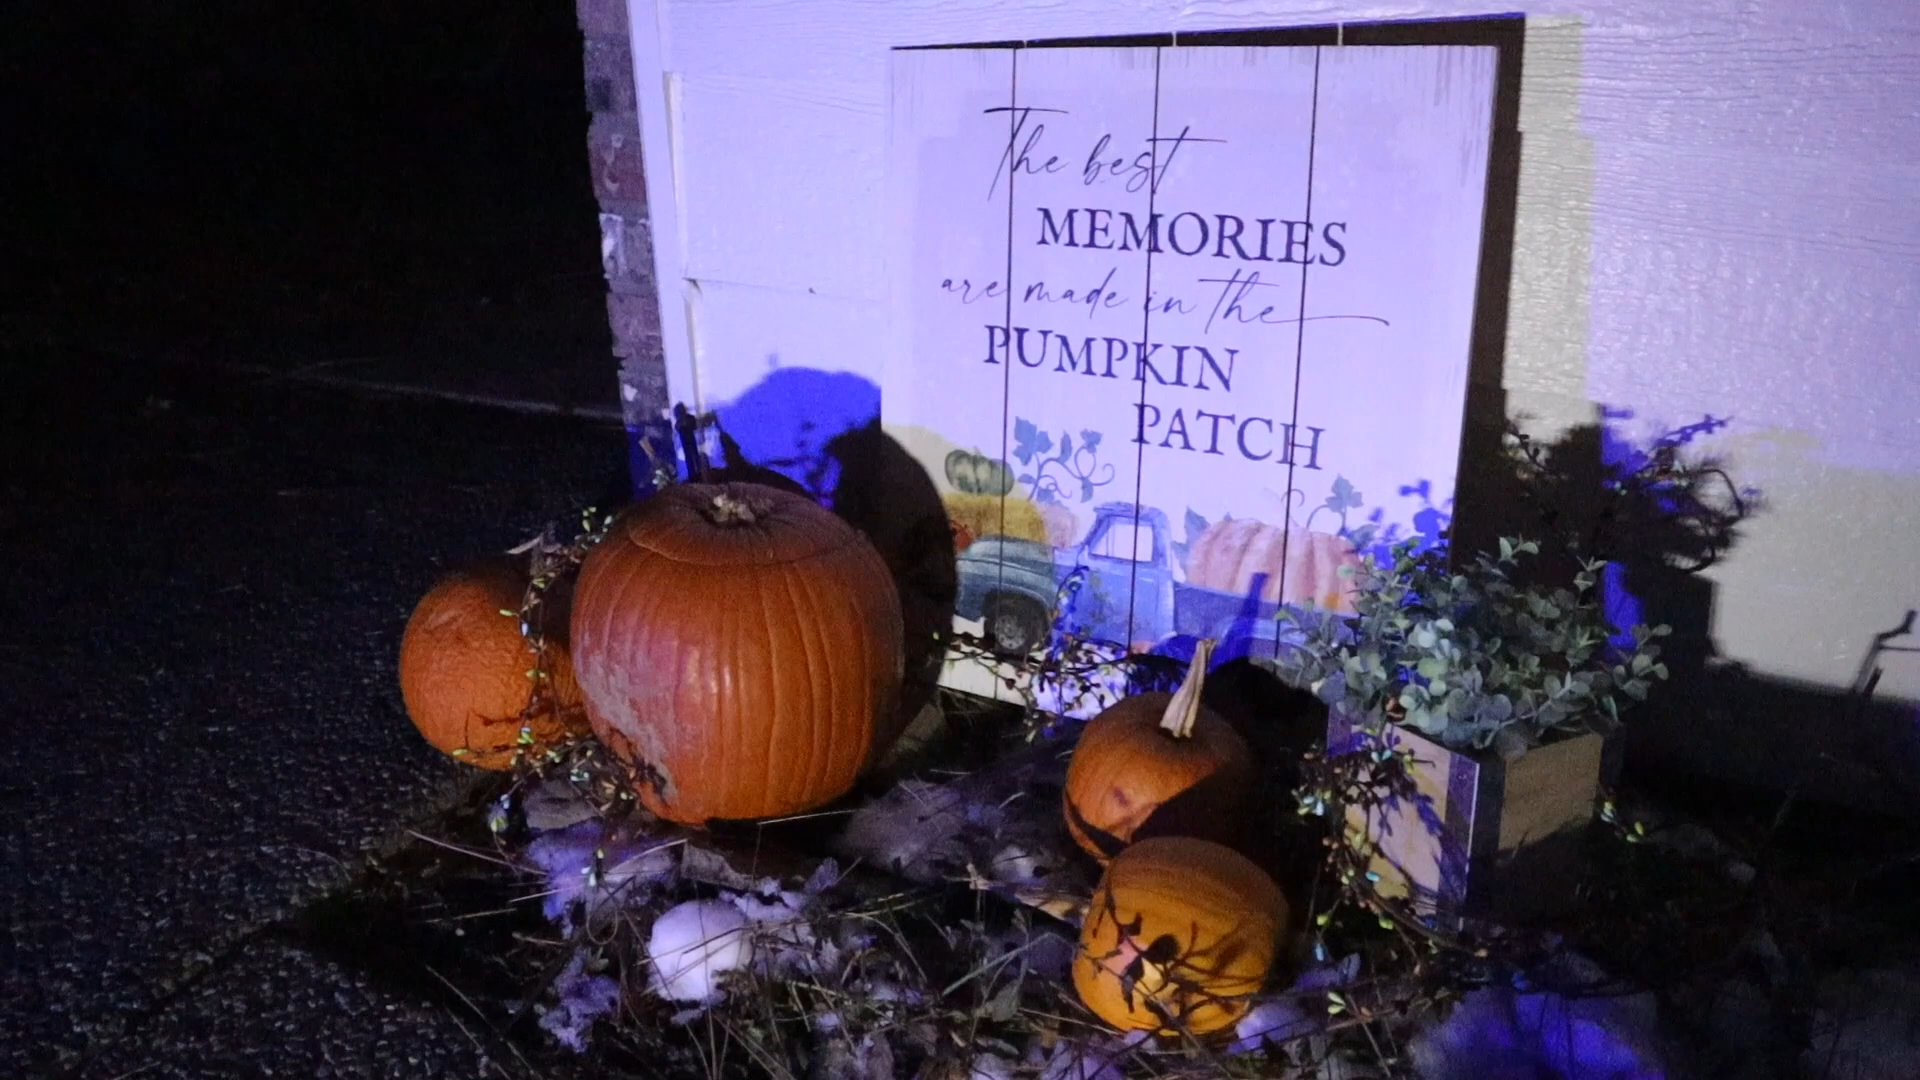 The best
MEMORIES
are made in the
PUMPKIN
PATCH